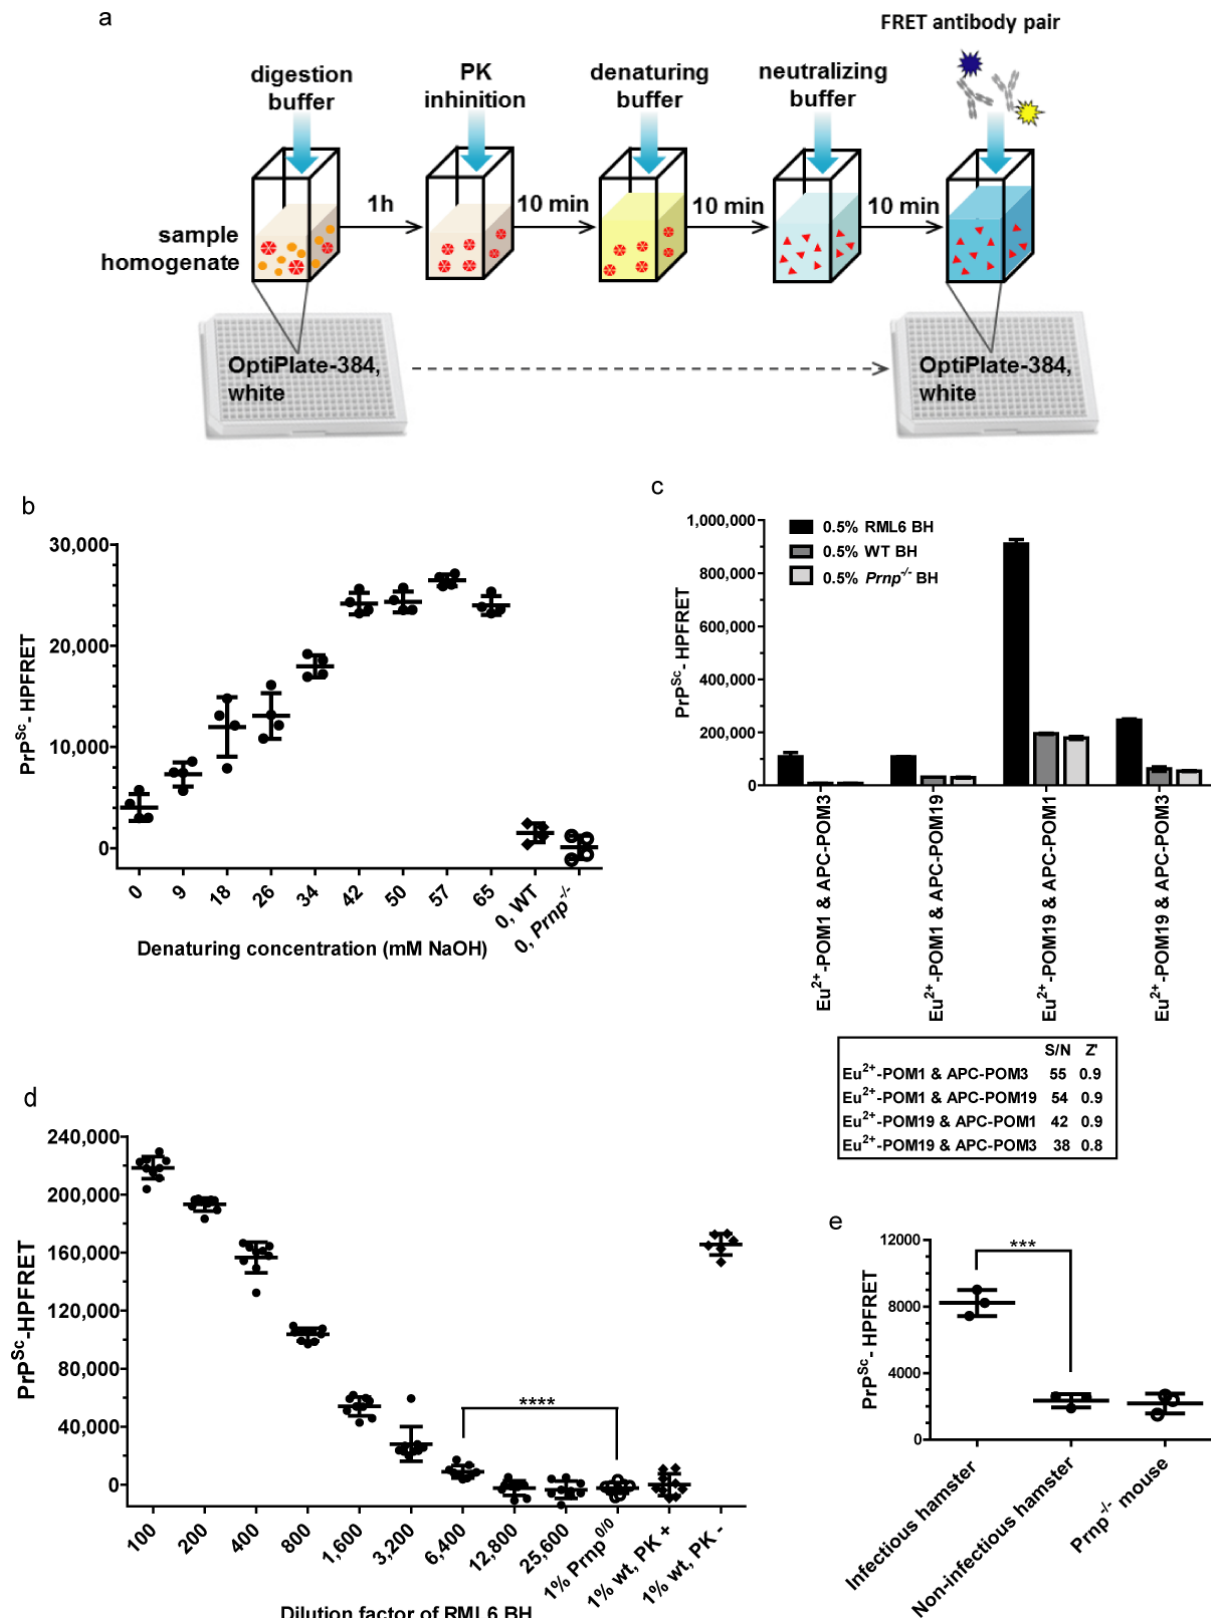 a
FRET antibody pair
digestion
buffer
PK
inhinition
denaturing
buffer
neutralizing
buffer
1h
10 min
10 min
10 min
sample
homogenate
OptiPlate-384,
white
OptiPlate-384,
white
b
PrP^Sc- HPFRET
30,000
20,000
10,000
0
0
9
18
26
34
42
50
57
65
0, WT
0, Prnp^-/-
Denaturing concentration (mM NaOH)
c
PrP^Sc- HPFRET
1,000,000
800,000
600,000
400,000
200,000
0
0.5% RML6 BH
0.5% WT BH
0.5% Prnp^-/- BH
Eu^2+-POM1 & APC-POM3
Eu^2+-POM1 & APC-POM19
Eu^2+-POM19 & APC-POM1
Eu^2+-POM19 & APC-POM3
S/N Z'
Eu^2+-POM1 & APC-POM3 55 0.9
Eu^2+-POM1 & APC-POM19 54 0.9
Eu^2+-POM19 & APC-POM1 42 0.9
Eu^2+-POM19 & APC-POM3 38 0.8
d
PrP^Sc-HPFRET
240,000
200,000
160,000
120,000
80,000
40,000
0
****
100
200
400
800
1,600
3,200
6,400
12,800
25,600
1% Prnp^0/0
1% wt, PK +
1% wt, PK -
Dilution factor of RML6 BH
e
PrP^Sc- HPFRET
12000
8000
4000
0
***
Infectious hamster
Non-infectious hamster
Prnp^-/- mouse